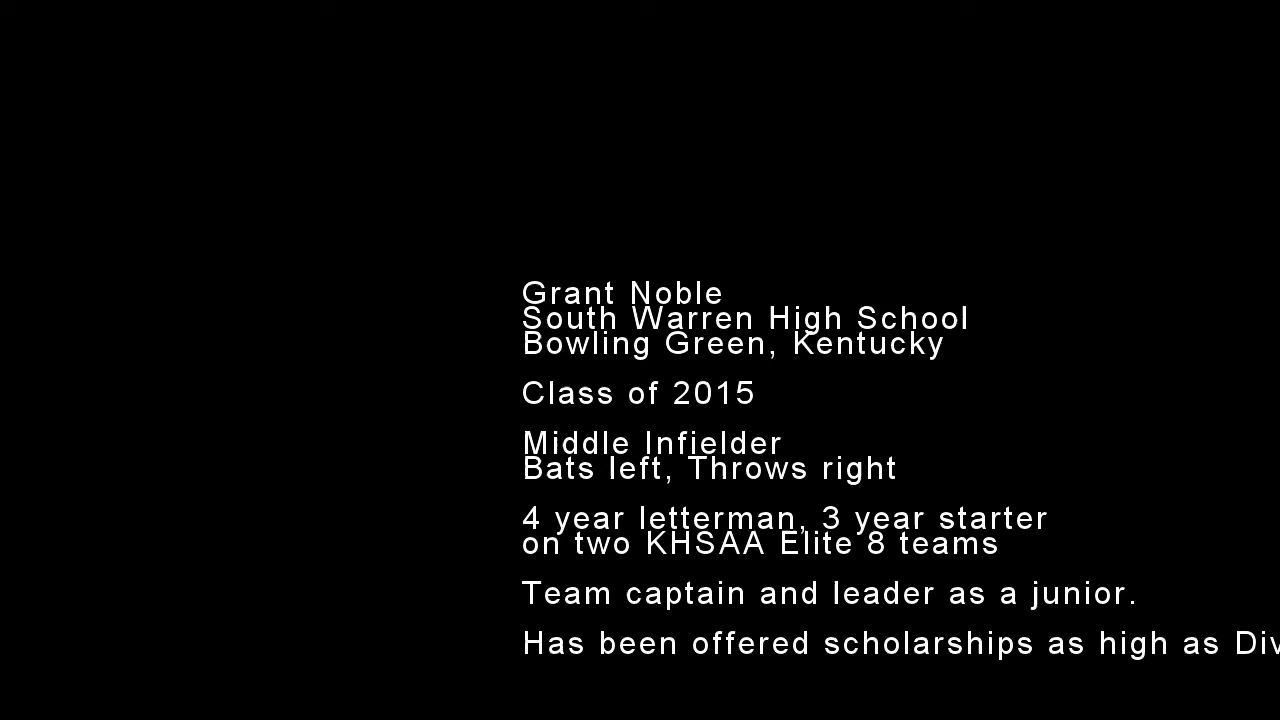 Grant Noble
South Warren High School
Bowling Green, Kentucky
Class of 2015
Middle Infielder
Bats left, Throws right
4 year letterman, 3 year starter
on two KHSAA Elite 8 teams
Team captain and leader as a junior.
Has been offered scholarships as high as Div